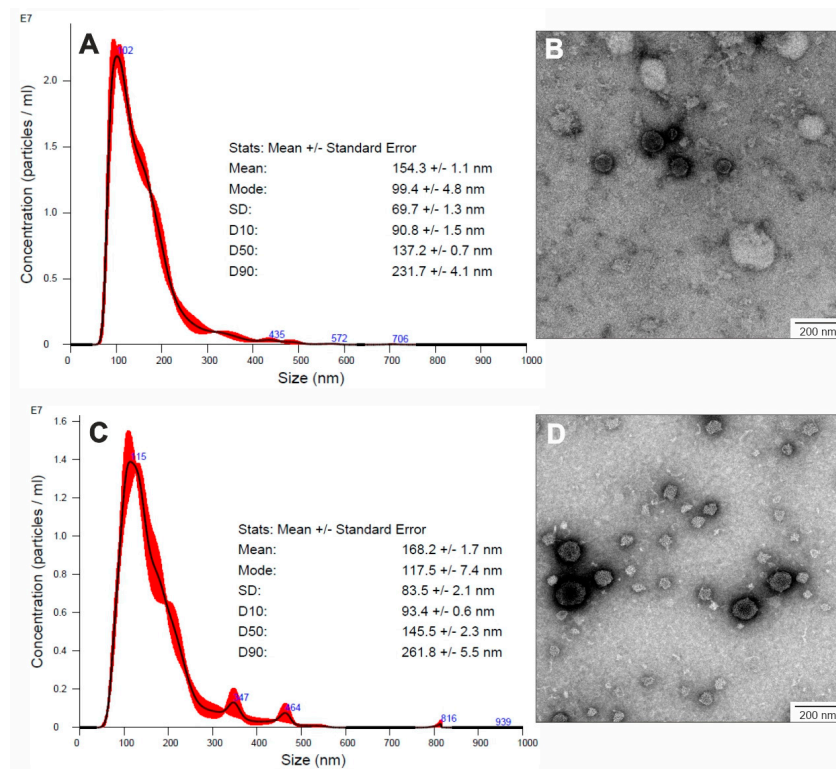 E7
A
102
2.0
1.5
1.0
0.5
0
Concentration (particles / ml)
Stats: Mean +/- Standard Error
Mean: 154.3 +/- 1.1 nm
Mode: 99.4 +/- 4.8 nm
SD: 69.7 +/- 1.3 nm
D10: 90.8 +/- 1.5 nm
D50: 137.2 +/- 0.7 nm
D90: 231.7 +/- 4.1 nm
435
572
706
0 100 200 300 400 500 600 700 800 900 1000
Size (nm)
B
200 nm
E7
C
115
1.6
1.4
1.2
1.0
0.8
0.6
0.4
0.2
0
Concentration (particles / ml)
Stats: Mean +/- Standard Error
Mean: 168.2 +/- 1.7 nm
Mode: 117.5 +/- 7.4 nm
SD: 83.5 +/- 2.1 nm
D10: 93.4 +/- 0.6 nm
D50: 145.5 +/- 2.3 nm
D90: 261.8 +/- 5.5 nm
347
464
816
939
0 100 200 300 400 500 600 700 800 900 1000
Size (nm)
D
200 nm